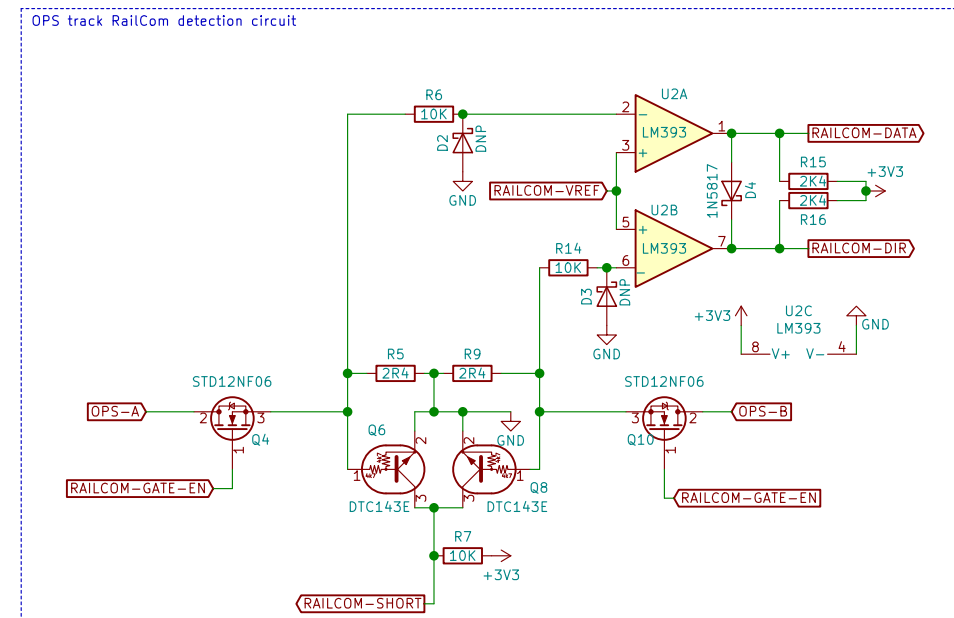 OPS track RailCom detection circuit
R6
10K
D2
DNP
GND
2
3
-
+
U2A
LM393
1
RAILCOM-DATA
RAILCOM-VREF
1N5817
D4
R15
2K4
+3V3
2K4
R16
5
6
+
-
U2B
LM393
7
RAILCOM-DIR
R14
10K
D3
DNP
GND
+3V3
U2C
LM393
GND
8
V+
V-
4
R5
2R4
R9
2R4
STD12NF06
OPS-A
2
3
Q4
1
RAILCOM-GATE-EN
GND
STD12NF06
3
2
Q10
1
OPS-B
RAILCOM-GATE-EN
Q6
1
2
3
4k7
DTC143E
2
1
3
4k7
Q8
DTC143E
R7
10K
+3V3
RAILCOM-SHORT